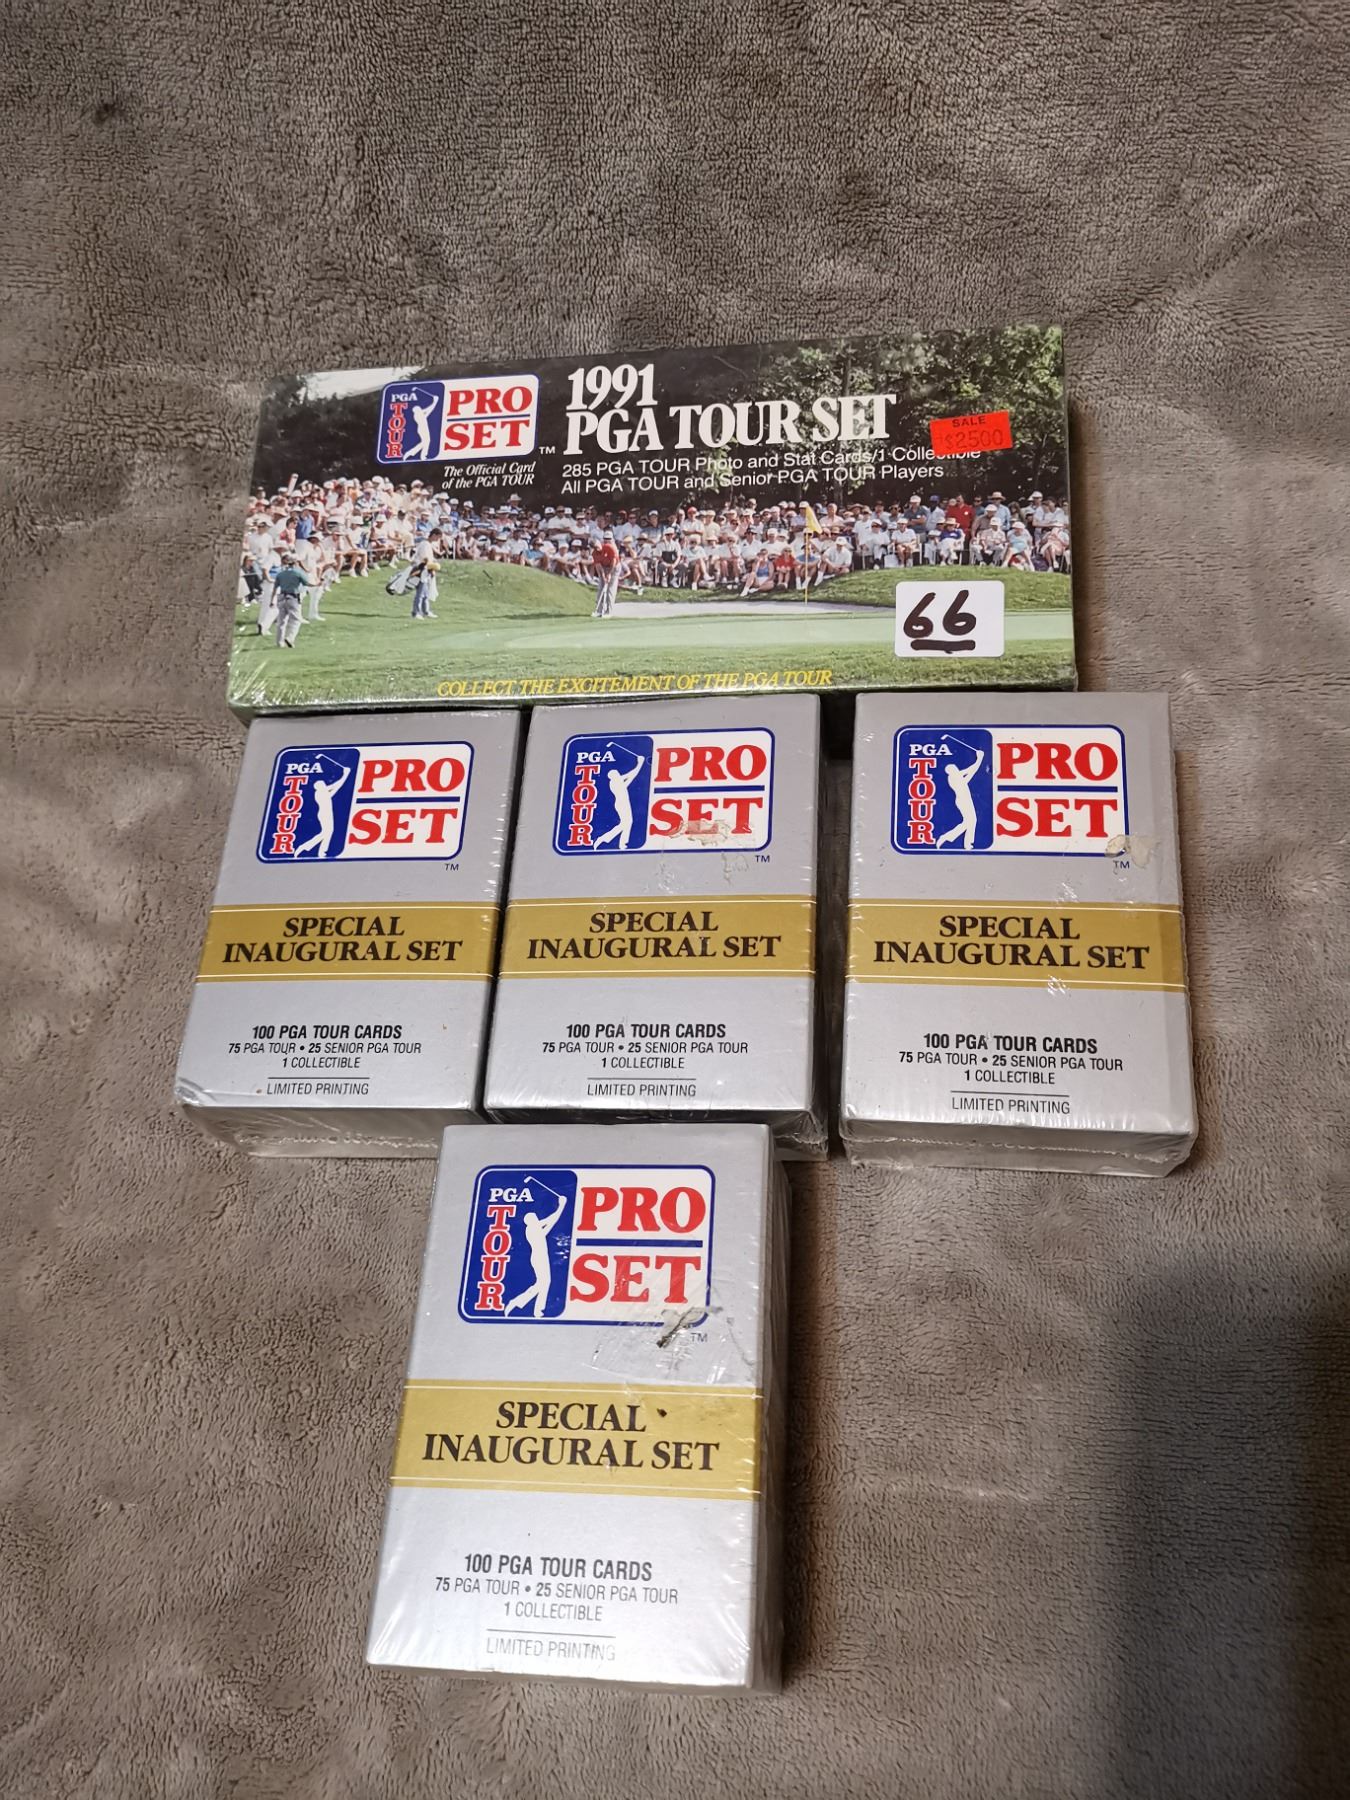 PGA TOUR PRO SET ™
The Official Card
of the PGA TOUR
1991
PGA TOUR SET
285 PGA TOUR Photo and Stat Cards/1 Collectible
All PGA TOUR and Senior PGA TOUR Players
SALE
$2500
66
COLLECT THE EXCITEMENT OF THE PGA TOUR
PGA TOUR PRO SET ™
SPECIAL
INAUGURAL SET
100 PGA TOUR CARDS
75 PGA TOUR • 25 SENIOR PGA TOUR
1 COLLECTIBLE
LIMITED PRINTING
PGA TOUR PRO SET ™
SPECIAL
INAUGURAL SET
100 PGA TOUR CARDS
75 PGA TOUR • 25 SENIOR PGA TOUR
1 COLLECTIBLE
LIMITED PRINTING
PGA TOUR PRO SET ™
SPECIAL
INAUGURAL SET
100 PGA TOUR CARDS
75 PGA TOUR • 25 SENIOR PGA TOUR
1 COLLECTIBLE
LIMITED PRINTING
PGA TOUR PRO SET ™
SPECIAL
INAUGURAL SET
100 PGA TOUR CARDS
75 PGA TOUR • 25 SENIOR PGA TOUR
1 COLLECTIBLE
LIMITED PRINTING